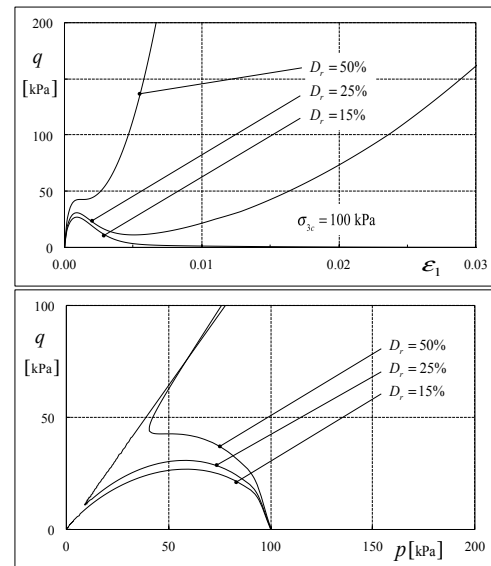 200
q
[kPa]
D_r = 50%
D_r = 25%
D_r = 15%
100
50
σ_3c = 100 kPa
0
0.00
0.01
0.02
0.03
ε_1
100
q
[kPa]
D_r = 50%
D_r = 25%
D_r = 15%
50
0
0
50
100
150
200
p [kPa]